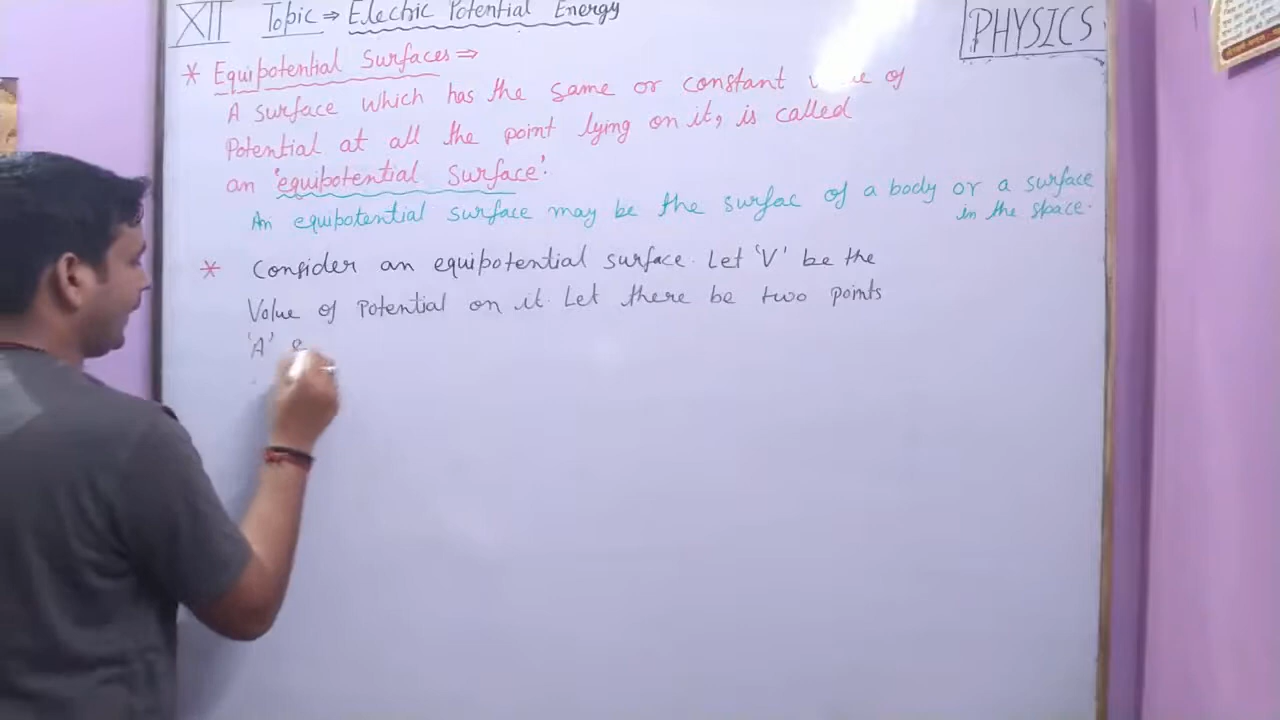 XII Topic ⇒ Electric Potential Energy
PHYSICS
* Equipotential Surfaces ⇒
A surface which has the same or constant of
Potential at all the point lying on it, is called
an 'equipotential surface'.
An equipotential surface may be the surfac of a body or a surface
in the space.
* Consider an equipotential surface. Let 'V' be the
Value of Potential on it. Let there be two points
'A' &